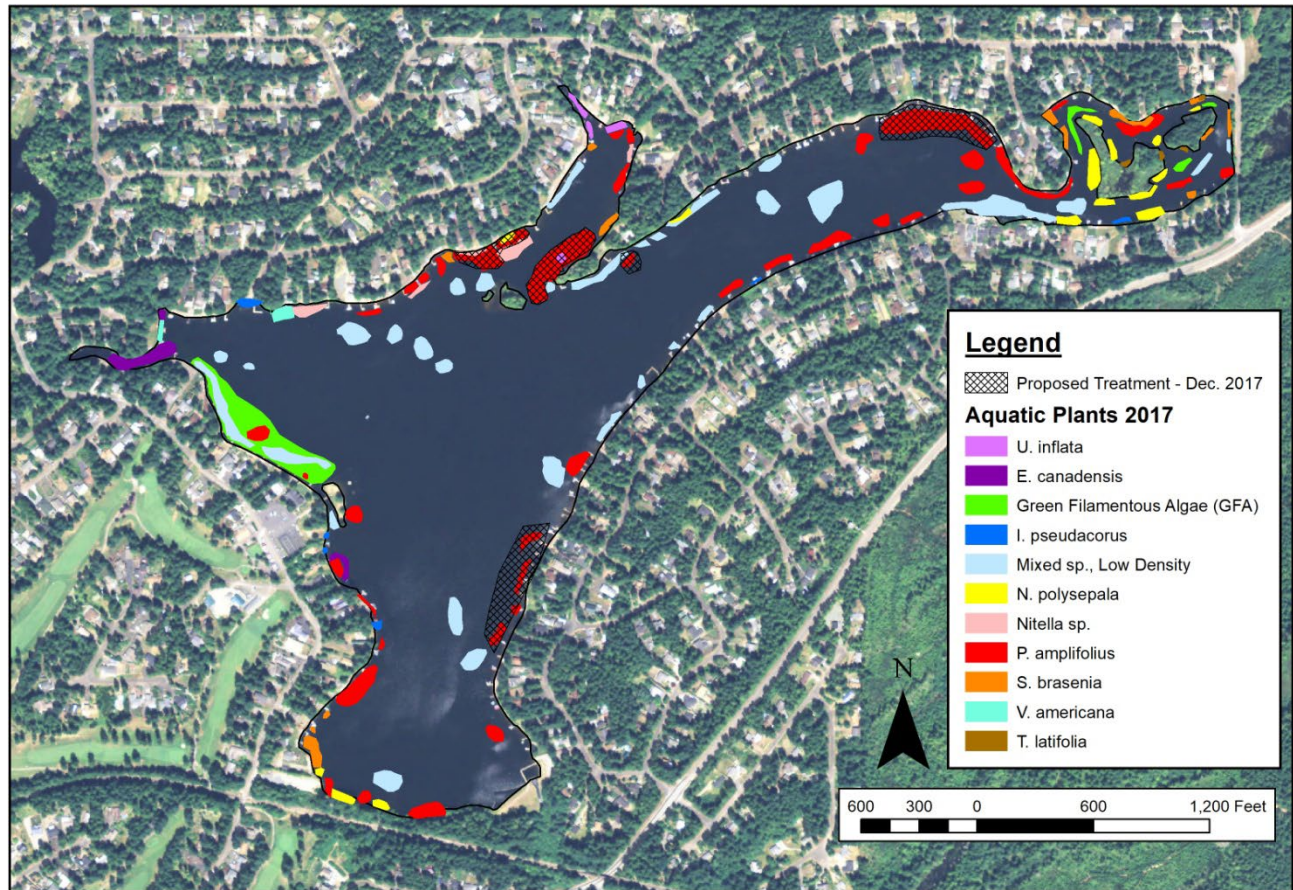 Legend
Proposed Treatment - Dec. 2017
Aquatic Plants 2017
U. inflata
E. canadensis
Green Filamentous Algae (GFA)
I. pseudacorus
Mixed sp., Low Density
N. polysepala
Nitella sp.
P. amplifolius
S. brasenia
V. americana
T. latifolia
N
600 300 0 600 1,200 Feet